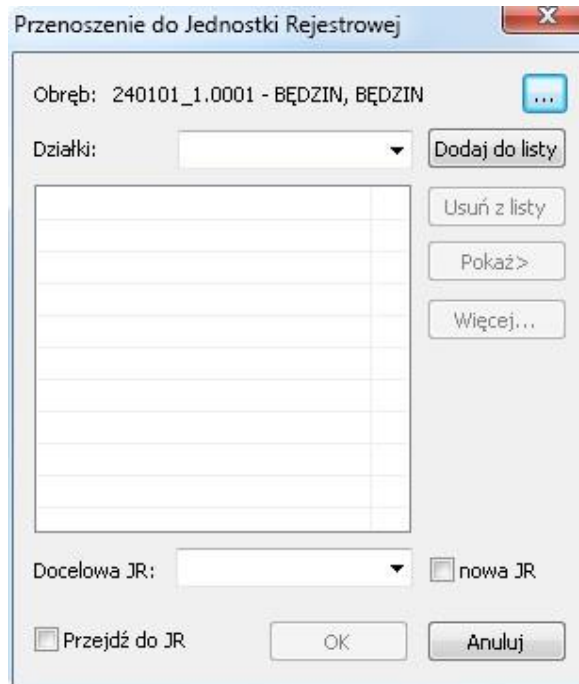 Przenoszenie do Jednostki Rejestrowej
Obręb: 240101_1.0001 - BĘDZIN, BĘDZIN ...
Działki: Dodaj do listy
Usuń z listy
Pokaż>
Więcej...
Docelowa JR: nowa JR
Przejdź do JR OK Anuluj